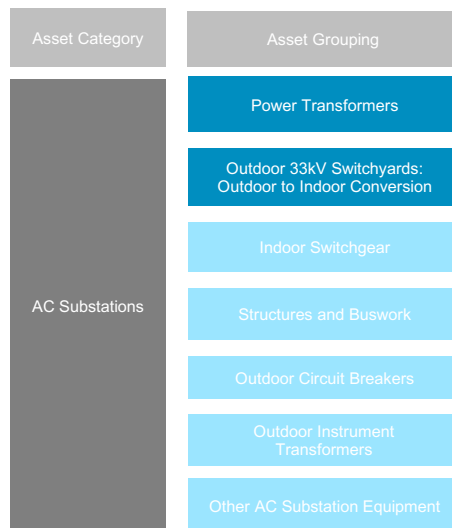 Asset Category
Asset Grouping
AC Substations
Power Transformers
Outdoor 33kV Switchyards:
Outdoor to Indoor Conversion
Indoor Switchgear
Structures and Buswork
Outdoor Circuit Breakers
Outdoor Instrument
Transformers
Other AC Substation Equipment